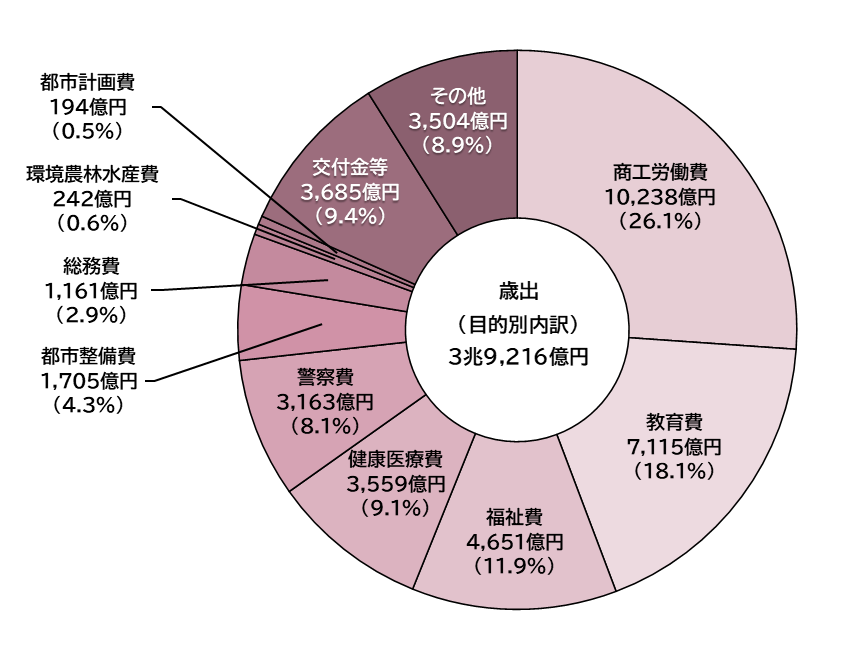 歳出
（目的別内訳）
3兆9,216億円
商工労働費
10,238億円
（26.1%）
教育費
7,115億円
（18.1%）
福祉費
4,651億円
（11.9%）
健康医療費
3,559億円
（9.1%）
警察費
3,163億円
（8.1%）
都市整備費
1,705億円
（4.3%）
総務費
1,161億円
（2.9%）
環境農林水産費
242億円
（0.6%）
都市計画費
194億円
（0.5%）
交付金等
3,685億円
（9.4%）
その他
3,504億円
（8.9%）